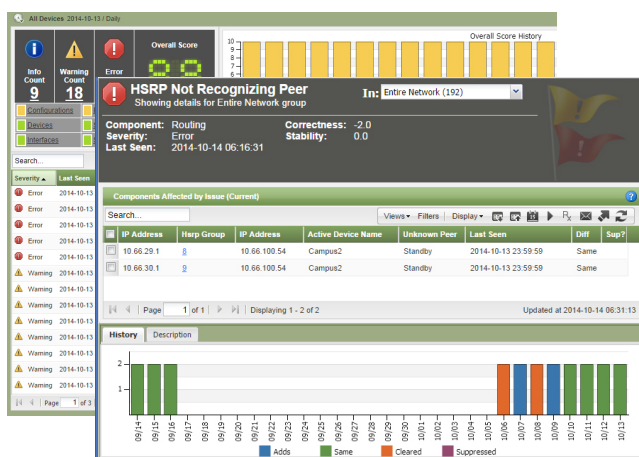 All Devices 2014-10-13 / Daily
Info Count
9
Warning Count
18
Error
Overall Score
Overall Score History
10
9
8
7
6
Configurations
Devices
Interfaces
Search...
Severity Last Seen
Error 2014-10-13
Error 2014-10-13
Error 2014-10-13
Error 2014-10-13
Error 2014-10-13
Warning 2014-10-13
Warning 2014-10-13
Warning 2014-10-13
Warning 2014-10-13
Warning 2014-10-13
Warning 2014-10-13
Warning 2014-10-13
Warning 2014-10-13
Page 1 of 3
HSRP Not Recognizing Peer
In: Entire Network (192)
Showing details for Entire Network group
Component: Routing Correctness: -2.0
Severity: Error Stability: 0.0
Last Seen: 2014-10-14 06:16:31
Components Affected by Issue (Current)
Search... Views Filters Display
IP Address Hsrp Group IP Address Active Device Name Unknown Peer Last Seen Diff Sup?
10.66.29.1 8 10.66.100.54 Campus2 Standby 2014-10-13 23:59:59 Same
10.66.30.1 9 10.66.100.54 Campus2 Standby 2014-10-13 23:59:59 Same
Page 1 of 1 Displaying 1 - 2 of 2 Updated at 2014-10-14 06:31:13
History Description
2
1
09/14 09/15 09/16 09/17 09/18 09/19 09/20 09/21 09/22 09/23 09/24 09/25 09/26 09/27 09/28 09/29 09/30 10/01 10/02 10/03 10/04 10/05 10/06 10/07 10/08 10/09 10/10 10/11 10/12 10/13
Adds Same Cleared Suppressed